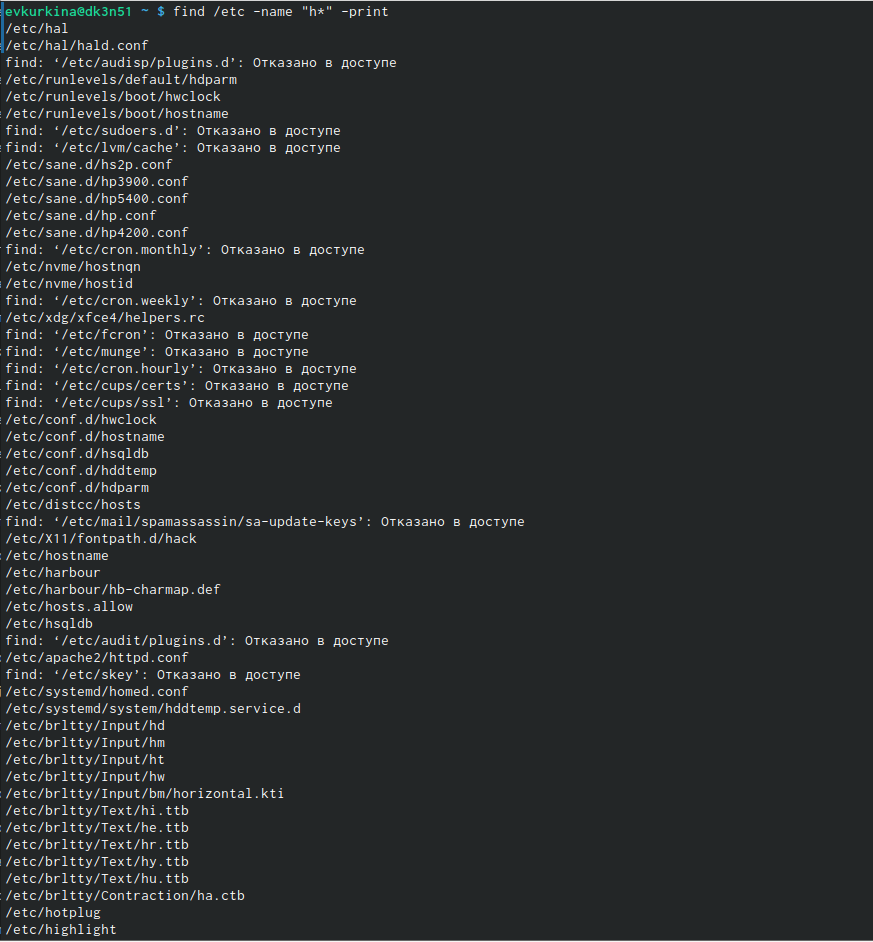 evkurkina@dk3n51 ~ $ find /etc -name "h*" -print
/etc/hal
/etc/hal/hald.conf
find: ‘/etc/audisp/plugins.d’: Отказано в доступе
/etc/runlevels/default/hdparm
/etc/runlevels/boot/hwclock
/etc/runlevels/boot/hostname
find: ‘/etc/sudoers.d’: Отказано в доступе
find: ‘/etc/lvm/cache’: Отказано в доступе
/etc/sane.d/hs2p.conf
/etc/sane.d/hp3900.conf
/etc/sane.d/hp5400.conf
/etc/sane.d/hp.conf
/etc/sane.d/hp4200.conf
find: ‘/etc/cron.monthly’: Отказано в доступе
/etc/nvme/hostnqn
/etc/nvme/hostid
find: ‘/etc/cron.weekly’: Отказано в доступе
/etc/xdg/xfce4/helpers.rc
find: ‘/etc/fcron’: Отказано в доступе
find: ‘/etc/munge’: Отказано в доступе
find: ‘/etc/cron.hourly’: Отказано в доступе
find: ‘/etc/cups/certs’: Отказано в доступе
find: ‘/etc/cups/ssl’: Отказано в доступе
/etc/conf.d/hwclock
/etc/conf.d/hostname
/etc/conf.d/hsqldb
/etc/conf.d/hddtemp
/etc/conf.d/hdparm
/etc/distcc/hosts
find: ‘/etc/mail/spamassassin/sa-update-keys’: Отказано в доступе
/etc/X11/fontpath.d/hack
/etc/hostname
/etc/harbour
/etc/harbour/hb-charmap.def
/etc/hosts.allow
/etc/hsqldb
find: ‘/etc/audit/plugins.d’: Отказано в доступе
/etc/apache2/httpd.conf
find: ‘/etc/skey’: Отказано в доступе
/etc/systemd/homed.conf
/etc/systemd/system/hddtemp.service.d
/etc/brltty/Input/hd
/etc/brltty/Input/hm
/etc/brltty/Input/ht
/etc/brltty/Input/hw
/etc/brltty/Input/bm/horizontal.kti
/etc/brltty/Text/hi.ttb
/etc/brltty/Text/he.ttb
/etc/brltty/Text/hr.ttb
/etc/brltty/Text/hy.ttb
/etc/brltty/Text/hu.ttb
/etc/brltty/Contraction/ha.ctb
/etc/hotplug
/etc/highlight